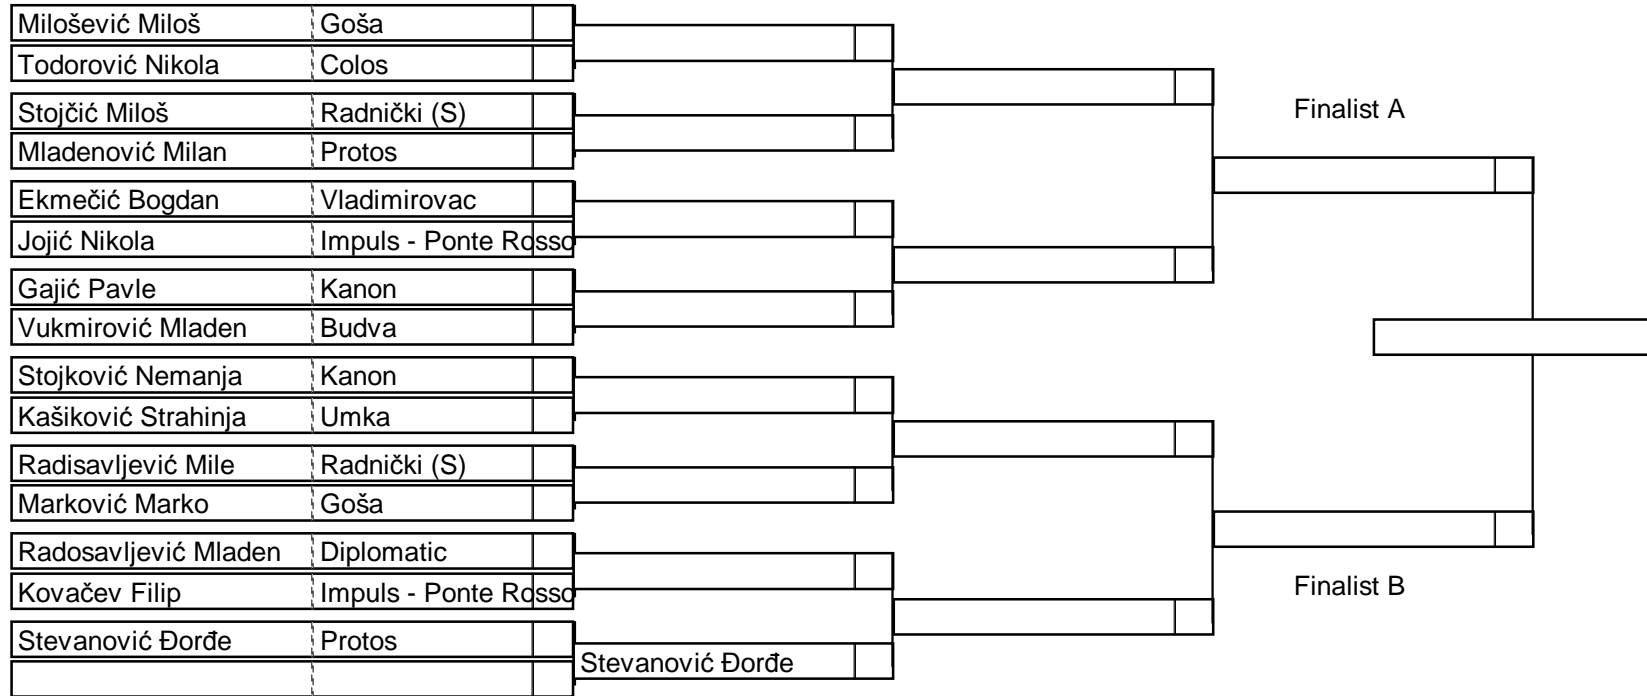 Milošević Miloš Goša
Todorović Nikola Colos
Stojčić Miloš Radnički (S)
Mladenović Milan Protos
Ekmečić Bogdan Vladimirovac
Jojić Nikola Impuls - Ponte Rosso
Gajić Pavle Kanon
Vukmirović Mladen Budva
Stojković Nemanja Kanon
Kašiković Strahinja Umka
Radisavljević Mile Radnički (S)
Marković Marko Goša
Radosavljević Mladen Diplomatic
Kovačev Filip Impuls - Ponte Rosso
Stevanović Đorđe Protos
Stevanović Đorđe
Finalist A
Finalist B